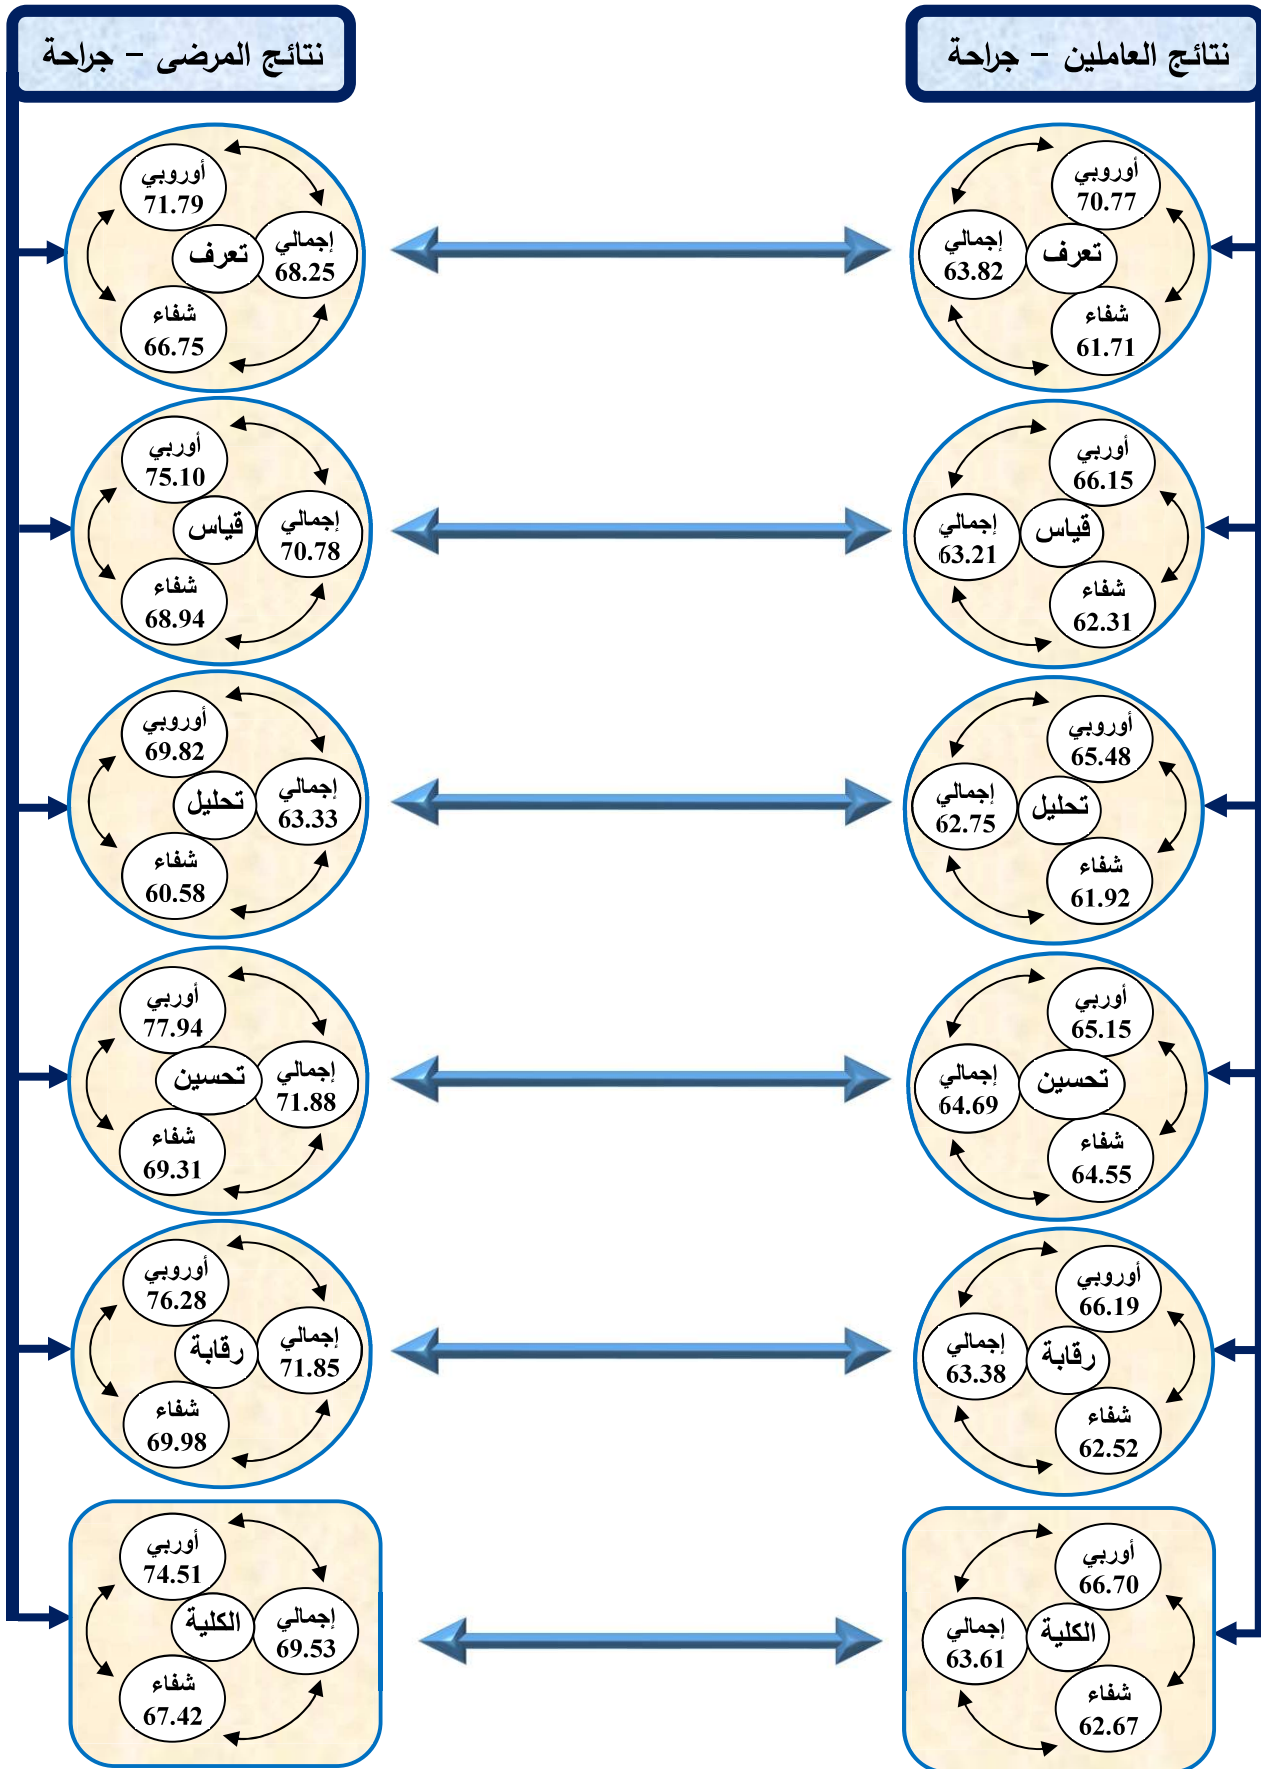 نتائج العاملين – جراحة
نتائج المرضى – جراحة
أوروبي
70.77
إجمالي
63.82
تعرف
شفاء
61.71
أوروبي
71.79
إجمالي
68.25
تعرف
شفاء
66.75
أوربي
66.15
إجمالي
63.21
قياس
شفاء
62.31
أوربي
75.10
إجمالي
70.78
قياس
شفاء
68.94
أوروبي
65.48
إجمالي
62.75
تحليل
شفاء
61.92
أوروبي
69.82
إجمالي
63.33
تحليل
شفاء
60.58
أوربي
65.15
إجمالي
64.69
تحسين
شفاء
64.55
أوربي
77.94
إجمالي
71.88
تحسين
شفاء
69.31
أوروبي
66.19
إجمالي
63.38
رقابة
شفاء
62.52
أوروبي
76.28
إجمالي
71.85
رقابة
شفاء
69.98
أوربي
66.70
إجمالي
63.61
الكلية
شفاء
62.67
أوربي
74.51
إجمالي
69.53
الكلية
شفاء
67.42